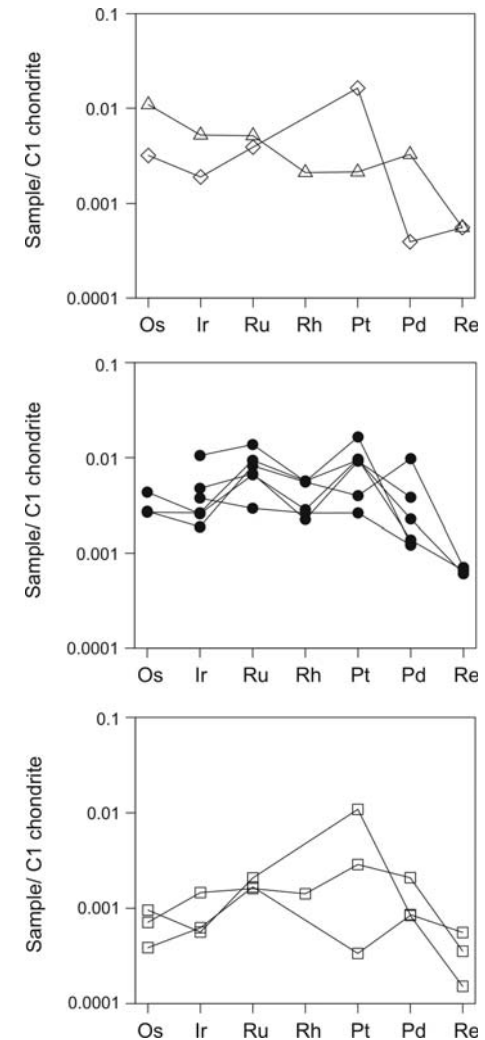 0.1
0.01
0.001
0.0001
Sample/ C1 chondrite
Os Ir Ru Rh Pt Pd Re
0.1
0.01
0.001
0.0001
Sample/ C1 chondrite
Os Ir Ru Rh Pt Pd Re
0.1
0.01
0.001
0.0001
Sample/ C1 chondrite
Os Ir Ru Rh Pt Pd Re